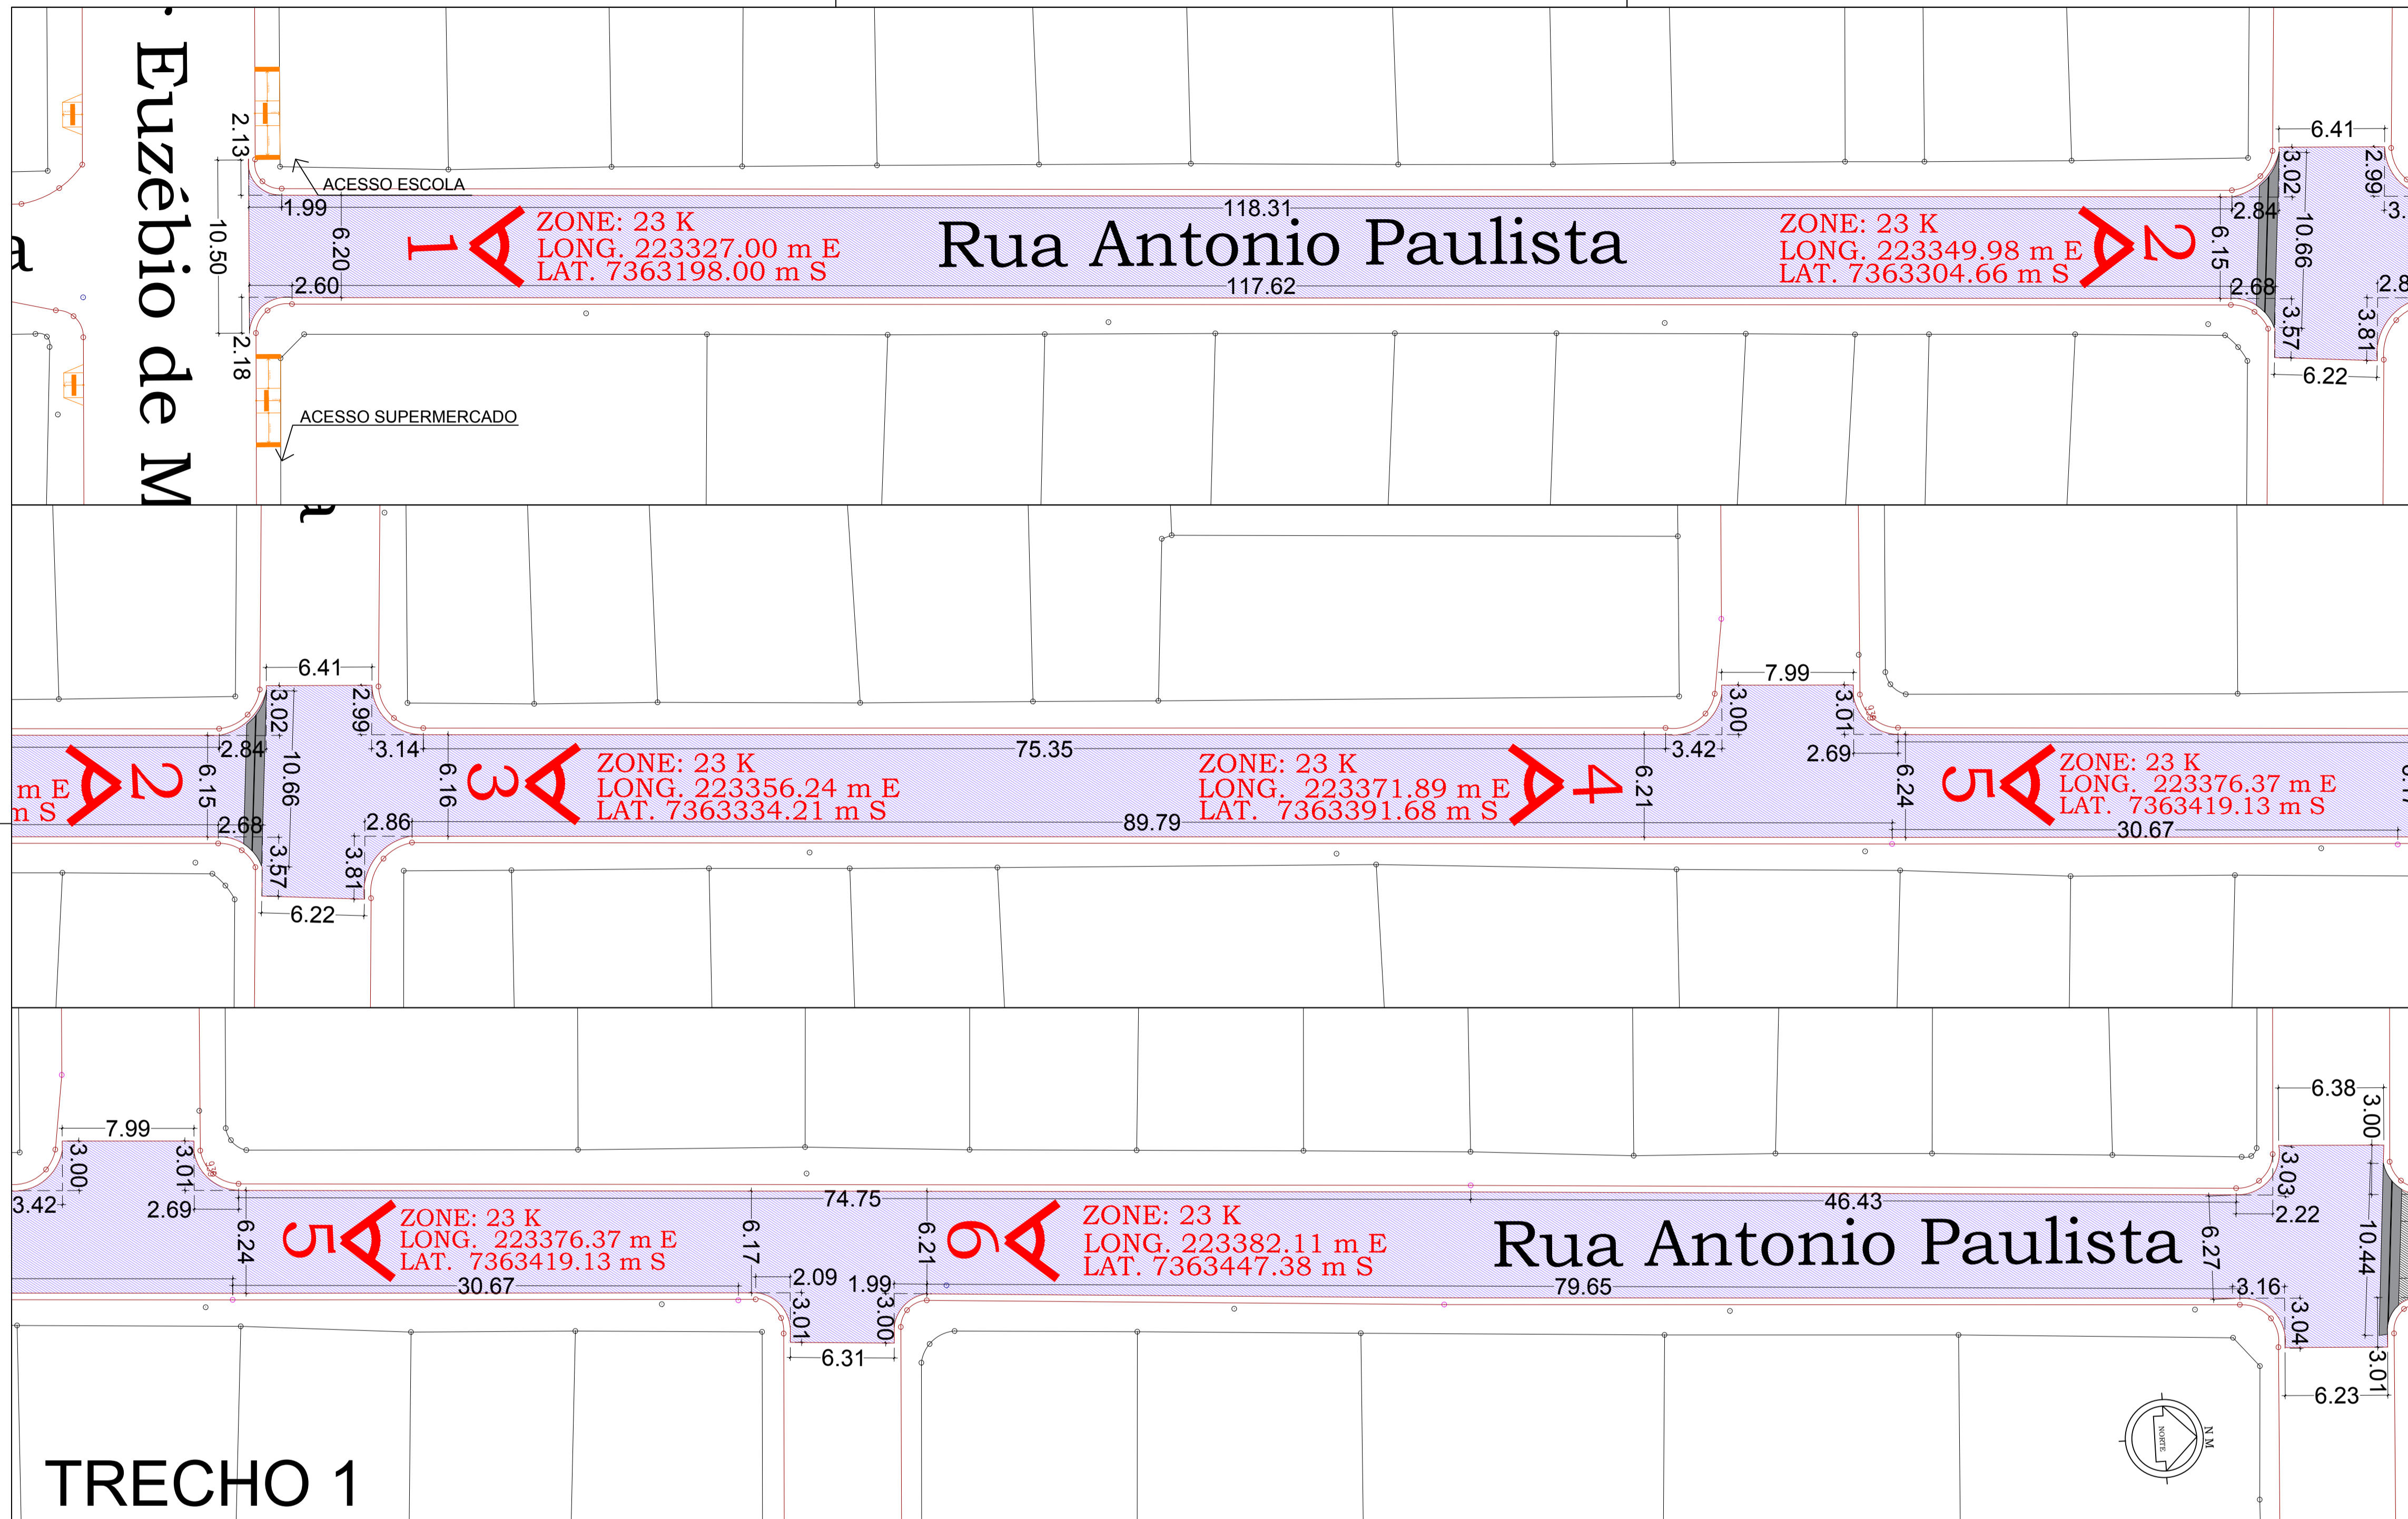 Euzébio de M
a
2.13
10.50
2.18
ACESSO ESCOLA
1.99
6.20
2.60
ACESSO SUPERMERCADO
1
ZONE: 23 K
LONG. 223327.00 m E
LAT. 7363198.00 m S
118.31
Rua Antonio Paulista
117.62
ZONE: 23 K
LONG. 223349.98 m E
LAT. 7363304.66 m S
2
6.15
2.84
2.68
6.41
3.02
2.99
10.66
3.57
3.81
6.22
3.
2.8
a
m E
m S
2
6.15
2.84
2.68
6.41
3.02
2.99
10.66
3.57
3.81
6.22
3.14
2.86
6.16
3
ZONE: 23 K
LONG. 223356.24 m E
LAT. 7363334.21 m S
75.35
89.79
ZONE: 23 K
LONG. 223371.89 m E
LAT. 7363391.68 m S
4
6.21
3.42
7.99
3.00
3.01
2.69
6.24
5
ZONE: 23 K
LONG. 223376.37 m E
LAT. 7363419.13 m S
30.67
7.99
3.00
3.01
3.42
2.69
6.24
5
ZONE: 23 K
LONG. 223376.37 m E
LAT. 7363419.13 m S
30.67
74.75
6.17
2.09
1.99
3.01
3.00
6.31
6.21
6
ZONE: 23 K
LONG. 223382.11 m E
LAT. 7363447.38 m S
46.43
Rua Antonio Paulista
79.65
6.27
6.38
3.00
3.03
2.22
10.44
3.16
3.04
3.01
6.23
N M
NORTE
TRECHO 1